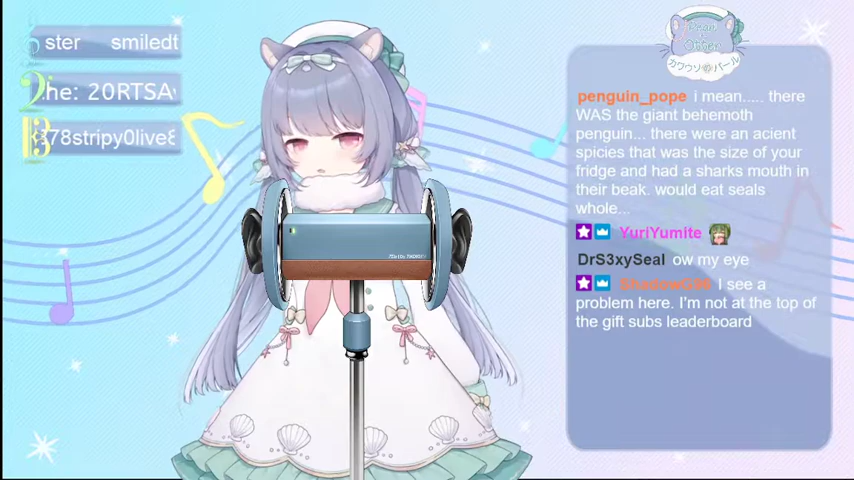 ster smiledt
he: 20RTSA
78stripy0live8
カワウソ パール
penguin_pope i mean..... there
WAS the giant behemoth
penguin... there were an acient
spicies that was the size of your
fridge and had a sharks mouth in
their beak. would eat seals
whole...
YuriYumite
DrS3xySeal ow my eye
I see a
problem here. I'm not at the top of
the gift subs leaderboard